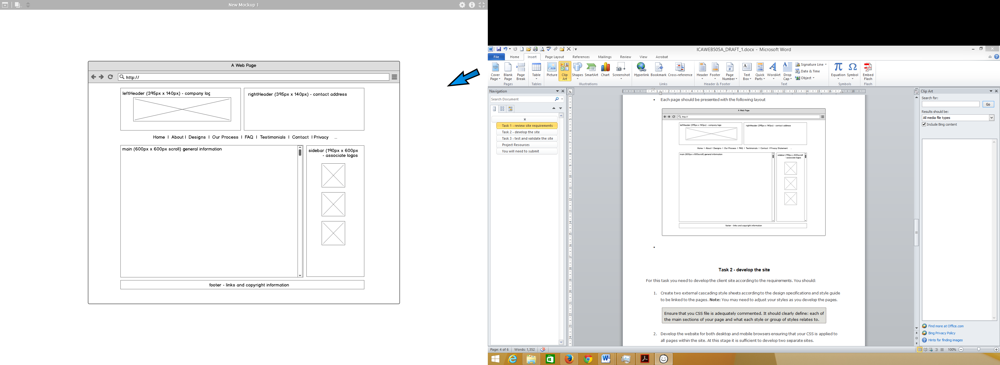 New Mockup 1
A Web Page
http://
leftHeader (395px x 140px) - company log
rightHeader (395px x 140px) - contact address
Home | About | Designs | Our Process | FAQ | Testimonials | Contact | Privacy ...
main (600px x 600px scroll) general information
sidebar (190px x 600px
- associate logos
footer - links and copyright information
ICAWEB505A_DRAFT_1.docx - Microsoft Word
File Home Insert Page Layout References Mailings Review View Acrobat
Cover Page
Blank Page
Page Break
Table
Picture
Clip Art
Shapes
SmartArt
Chart
Screenshot
Hyperlink
Bookmark
Cross-reference
Header
Footer
Page Number
Text Box
Quick Parts
WordArt
Drop Cap
Signature Line
Date & Time
Object
Equation
Symbol
Embed Flash
Pages
Tables
Illustrations
Links
Header & Footer
Text
Symbols
Flash
Navigation
Search Document
Task 1 - review site requirements
Task 2 - develop the site
Task 3 - test and validate the site
Project Resources
You will need to submit
• Each page should be presented with the following layout
A Web Page
http://
leftHeader (395px x 140px) - company logo
rightHeader (395px x 140px) - contact address
Home | About | Designs | Our Process | FAQ | Testimonials | Contact | Privacy Statement ...
main (600px x 600scroll) general information
sidebar (190px x 600scroll
- associate logos
footer - links and copyright information
•
Task 2 - develop the site
For this task you need to develop the client site according to the requirements. You should:
1. Create two external cascading style sheets according to the design specifications and style guide
to be linked to the pages. Note: You may need to adjust your styles as you develop the pages.
Ensure that you CSS file is adequately commented. It should clearly define: each of
the main sections of your page and what each style or group of styles relates to.
2. Develop the website for both desktop and mobile browsers ensuring that your CSS is applied to
all pages within the site. At this stage it is sufficient to develop two separate sites.
Clip Art
Search for:
Go
Results should be:
All media file types
Include Bing content
Find more at Office.com
Bing Privacy Policy
Hints for finding images
Page: 4 of 6
Words: 1,352
100%